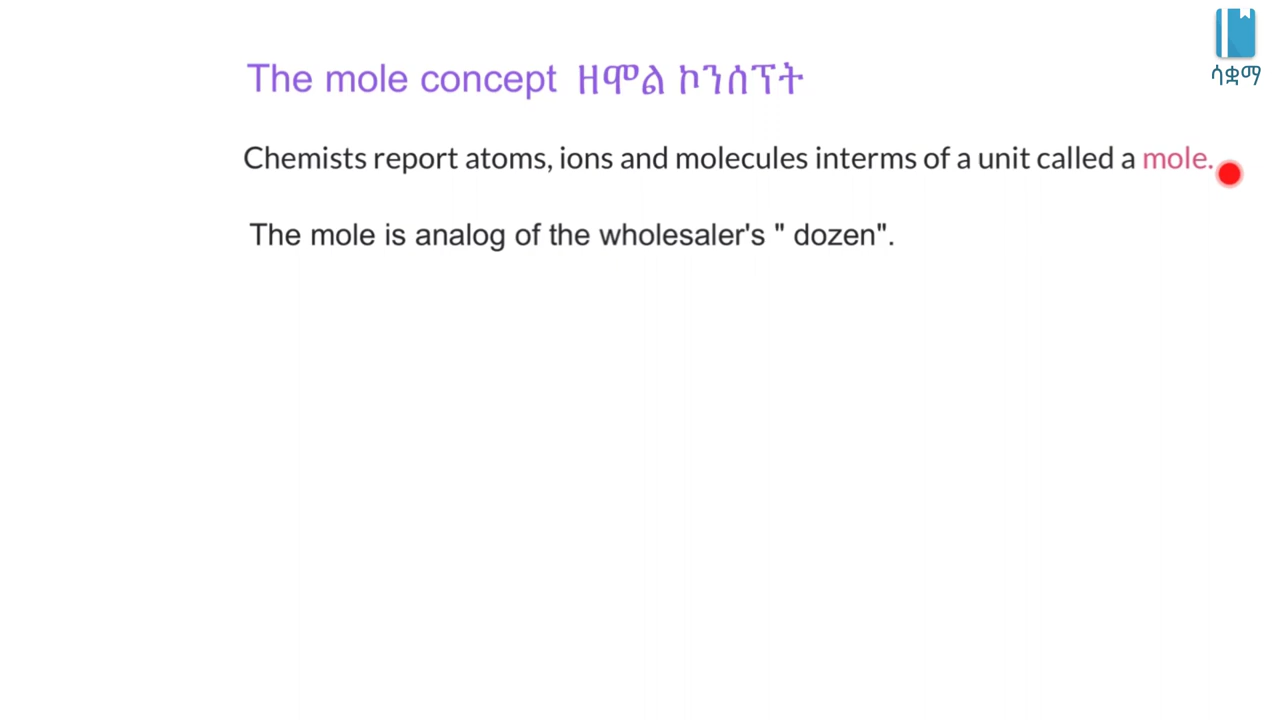 ሳቋማ
The mole concept ዘሞል ኮንሰፕት
Chemists report atoms, ions and molecules interms of a unit called a mole.
The mole is analog of the wholesaler's " dozen".